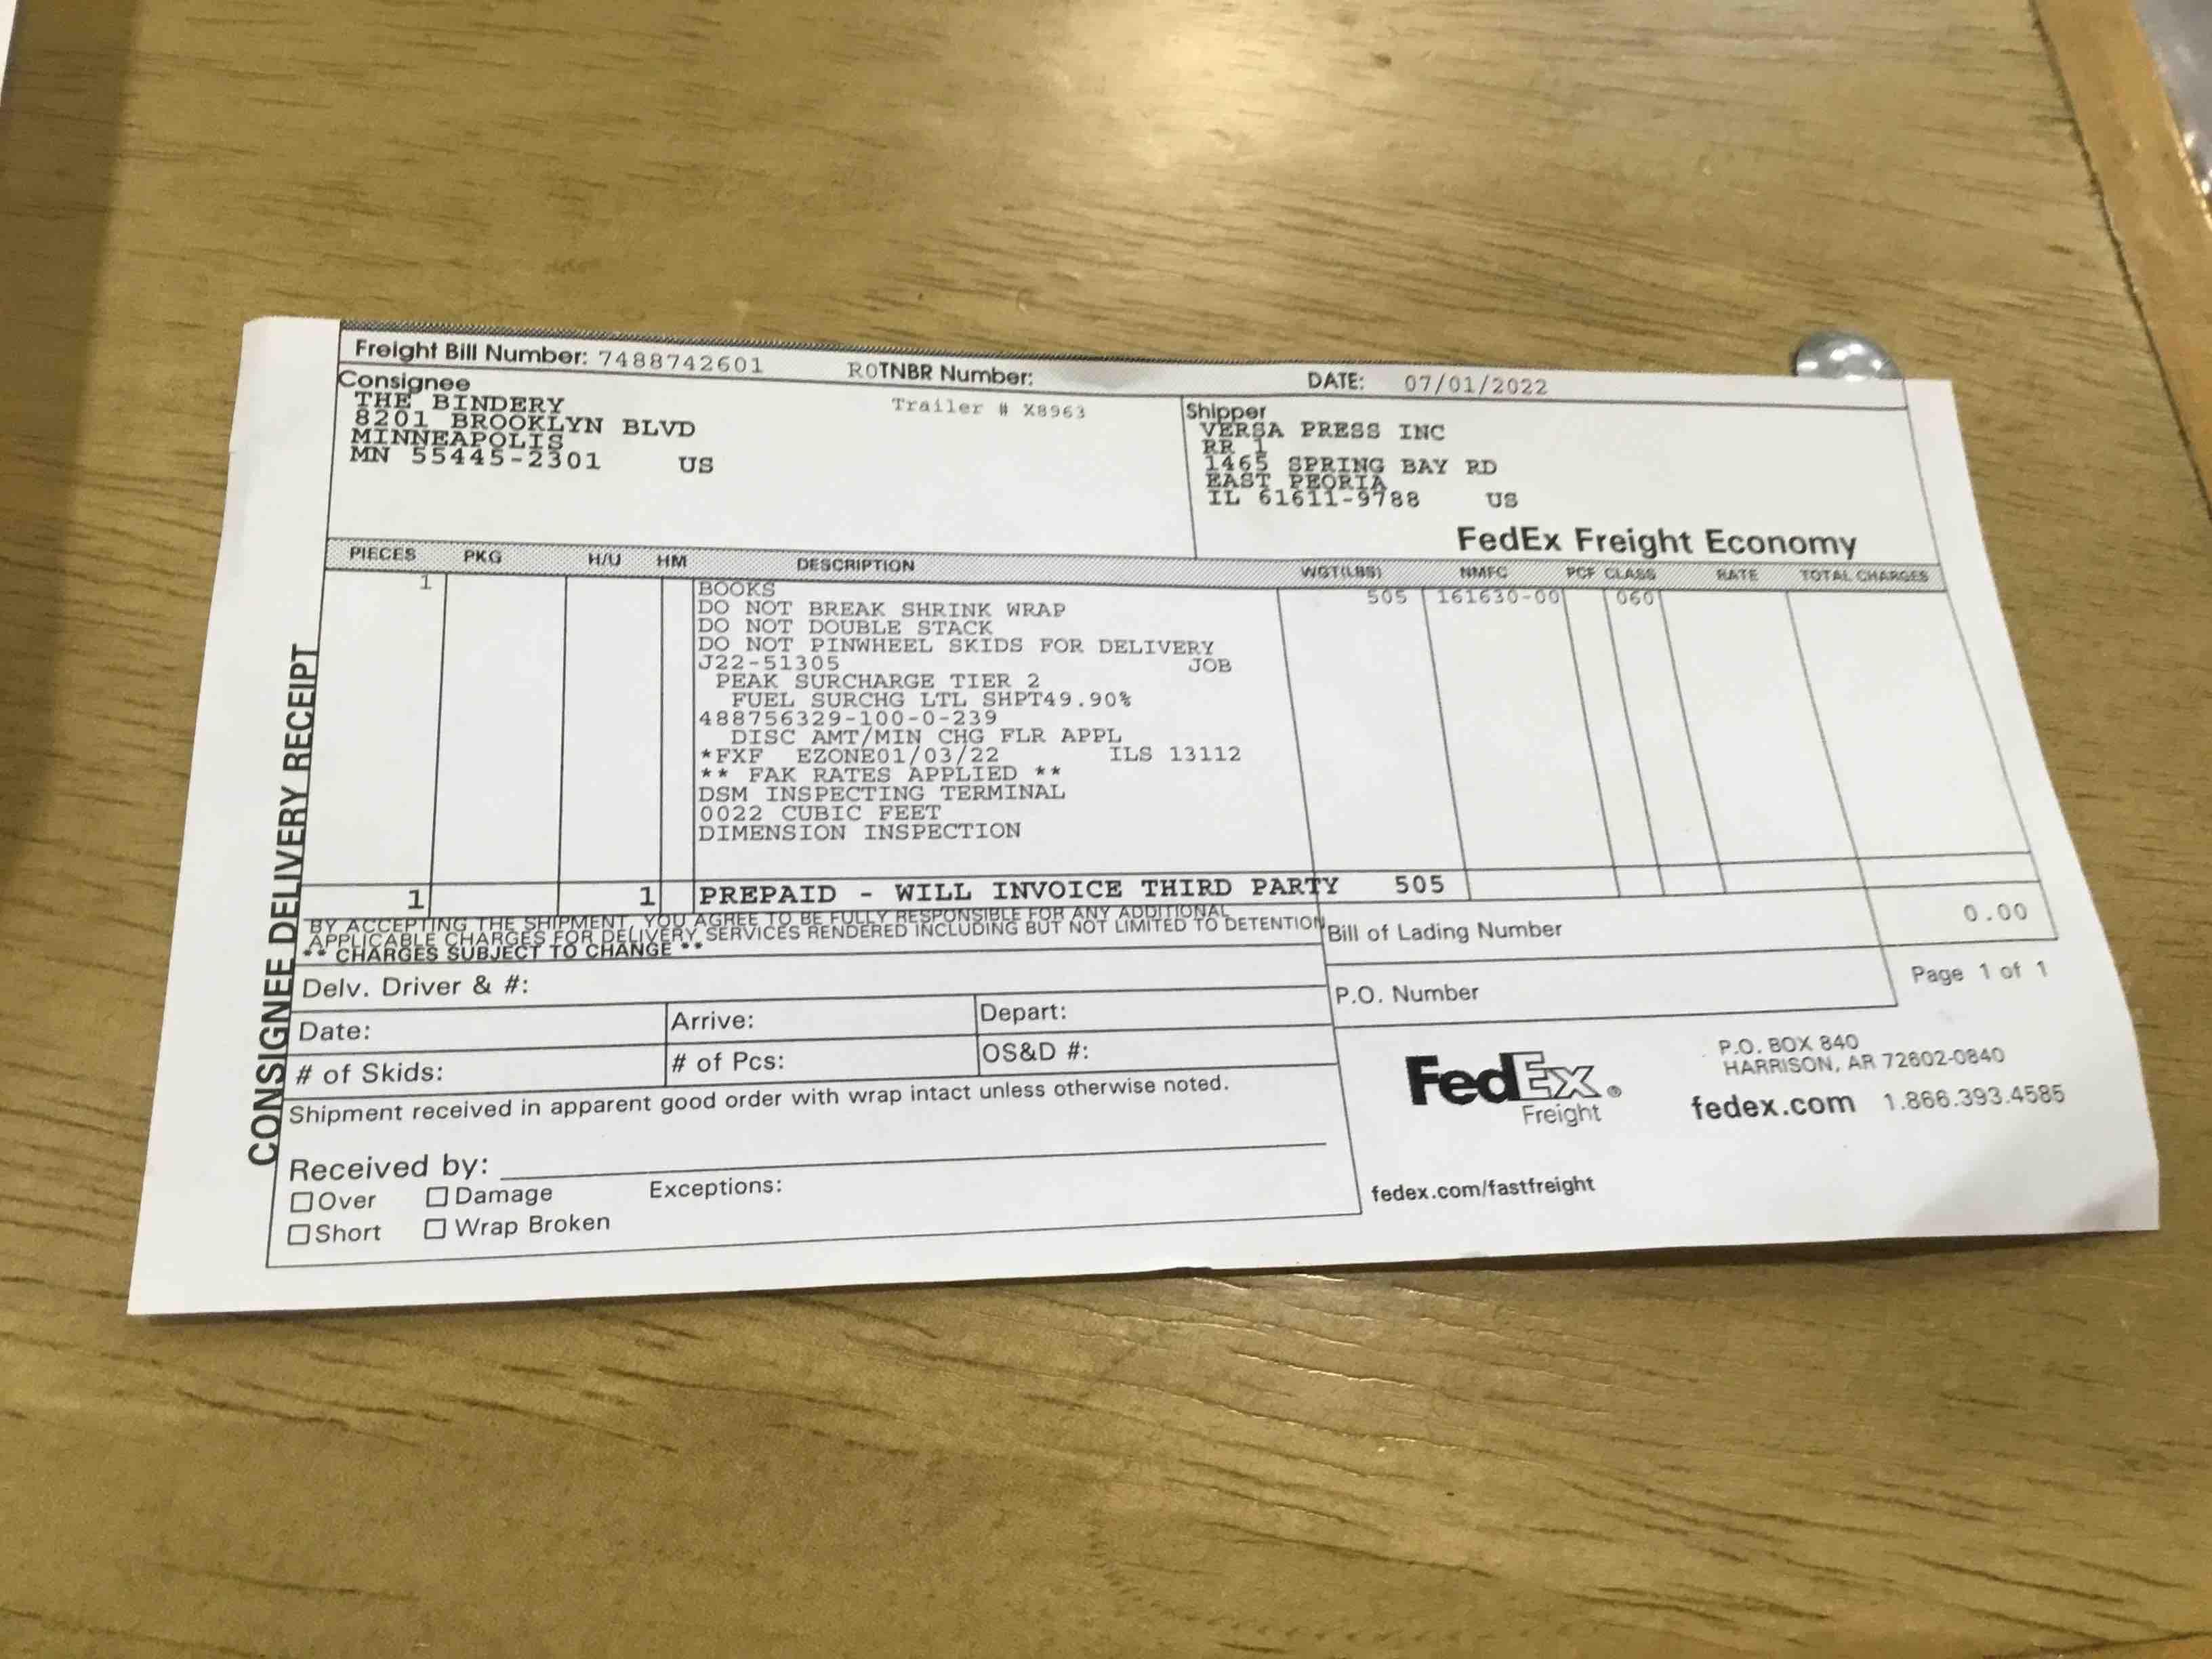 Freight Bill Number: 7488742601 ROTNBR Number: DATE: 07/01/2022
Consignee
THE BINDERY
8201 BROOKLYN BLVD
MINNEAPOLIS
MN 55445-2301 US
Trailer # X8963
Shipper
VERSA PRESS INC
RR 1
1465 SPRING BAY RD
EAST PEORIA
IL 61611-9788 US
FedEx Freight Economy
PIECES PKG H/U HM DESCRIPTION WGT(LBS) NMFC PCF CLASS RATE TOTAL CHARGES
1 BOOKS 505 161630-00 060
DO NOT BREAK SHRINK WRAP
DO NOT DOUBLE STACK
DO NOT PINWHEEL SKIDS FOR DELIVERY
J22-51305 JOB
PEAK SURCHARGE TIER 2
FUEL SURCHG LTL SHPT49.90%
488756329-100-0-239
DISC AMT/MIN CHG FLR APPL
*FXF EZONE01/03/22 ILS 13112
** FAK RATES APPLIED **
DSM INSPECTING TERMINAL
0022 CUBIC FEET
DIMENSION INSPECTION
1 1 PREPAID - WILL INVOICE THIRD PARTY 505
BY ACCEPTING THE SHIPMENT, YOU AGREE TO BE FULLY RESPONSIBLE FOR ANY ADDITIONAL
APPLICABLE CHARGES FOR DELIVERY SERVICES RENDERED INCLUDING BUT NOT LIMITED TO DETENTION
** CHARGES SUBJECT TO CHANGE **
Bill of Lading Number 0.00
Delv. Driver & #:
P.O. Number
Page 1 of 1
Date: Arrive: Depart:
# of Skids: # of Pcs: OS&D #:
Shipment received in apparent good order with wrap intact unless otherwise noted.
Received by:
Over Damage Exceptions:
Short Wrap Broken
FedEx®
Freight
P.O. BOX 840
HARRISON, AR 72602-0840
fedex.com 1.866.393.4585
fedex.com/fastfreight
CONSIGNEE DELIVERY RECEIPT